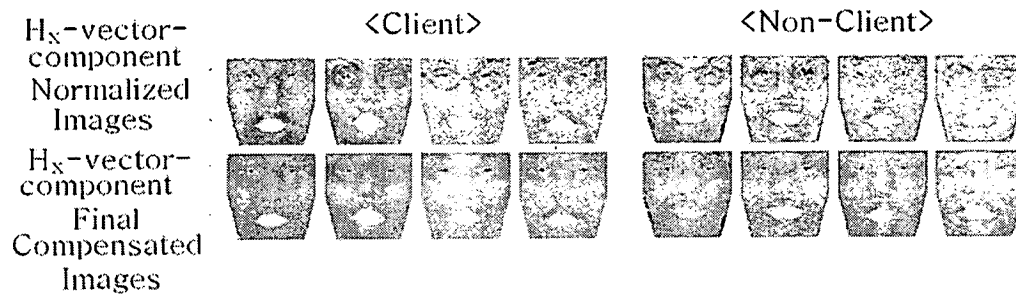 <Client>
<Non-Client>
Hx-vector-
component
Normalized
Images
Hx-vector-
component
Final
Compensated
Images